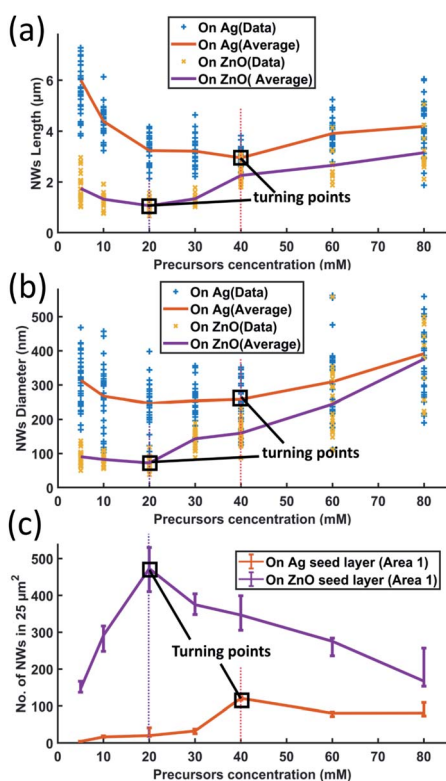 (a)
On Ag(Data)
On Ag(Average)
On ZnO(Data)
On ZnO( Average)
6
4
2
0
NWs Length (µm)
turning points
10 20 30 40 50 60 70 80
Precursors cencentration (mM)
(b)
On Ag(Data)
On Ag(Average)
On ZnO(Data)
On ZnO(Average)
500
400
300
200
100
0
NWs Diameter (nm)
turning points
10 20 30 40 50 60 70 80
Precursors cencentration (mM)
(c)
On Ag seed layer (Area 1)
On ZnO seed layer (Area 1)
500
400
300
200
100
0
No. of NWs in 25 µm²
Turning points
10 20 30 40 50 60 70 80
Precursors concentration (mM)